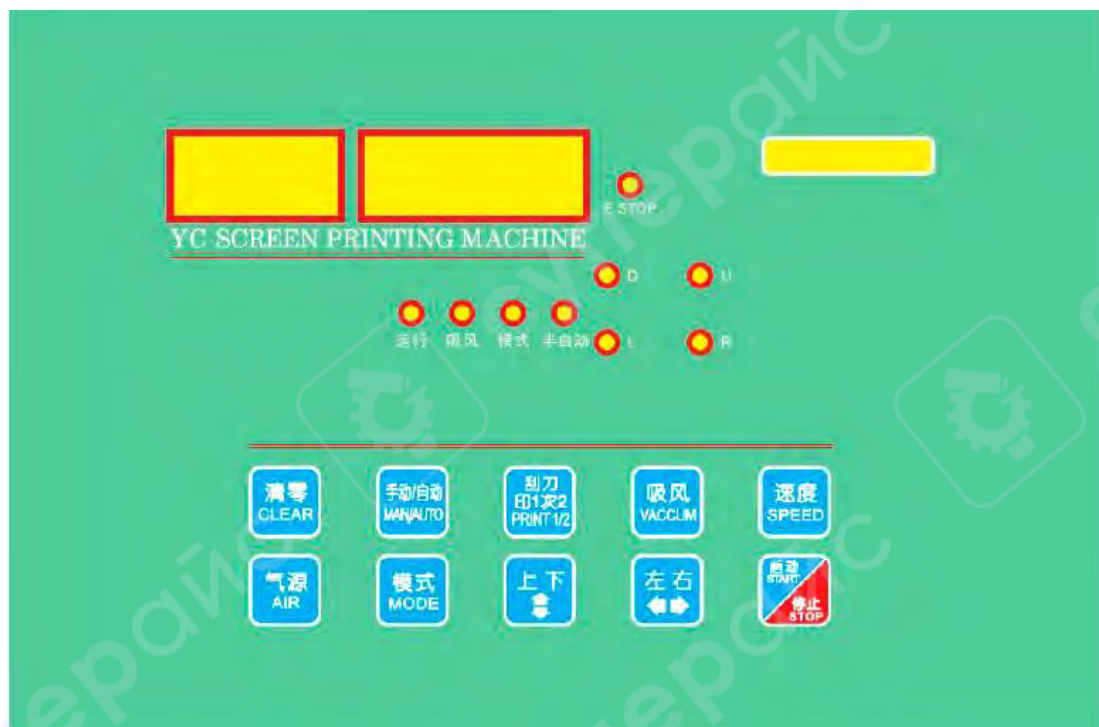 E STOP
YC SCREEN PRINTING MACHINE
D
U
运行
吸风
模式
半自动
L
R
清零
CLEAR
手动/自动
MAN/AUTO
刮刀
印1次2
PRINT 1/2
吸风
VACCUM
速度
SPEED
气源
AIR
模式
MODE
上下
左右
启动
START
停止
STOP